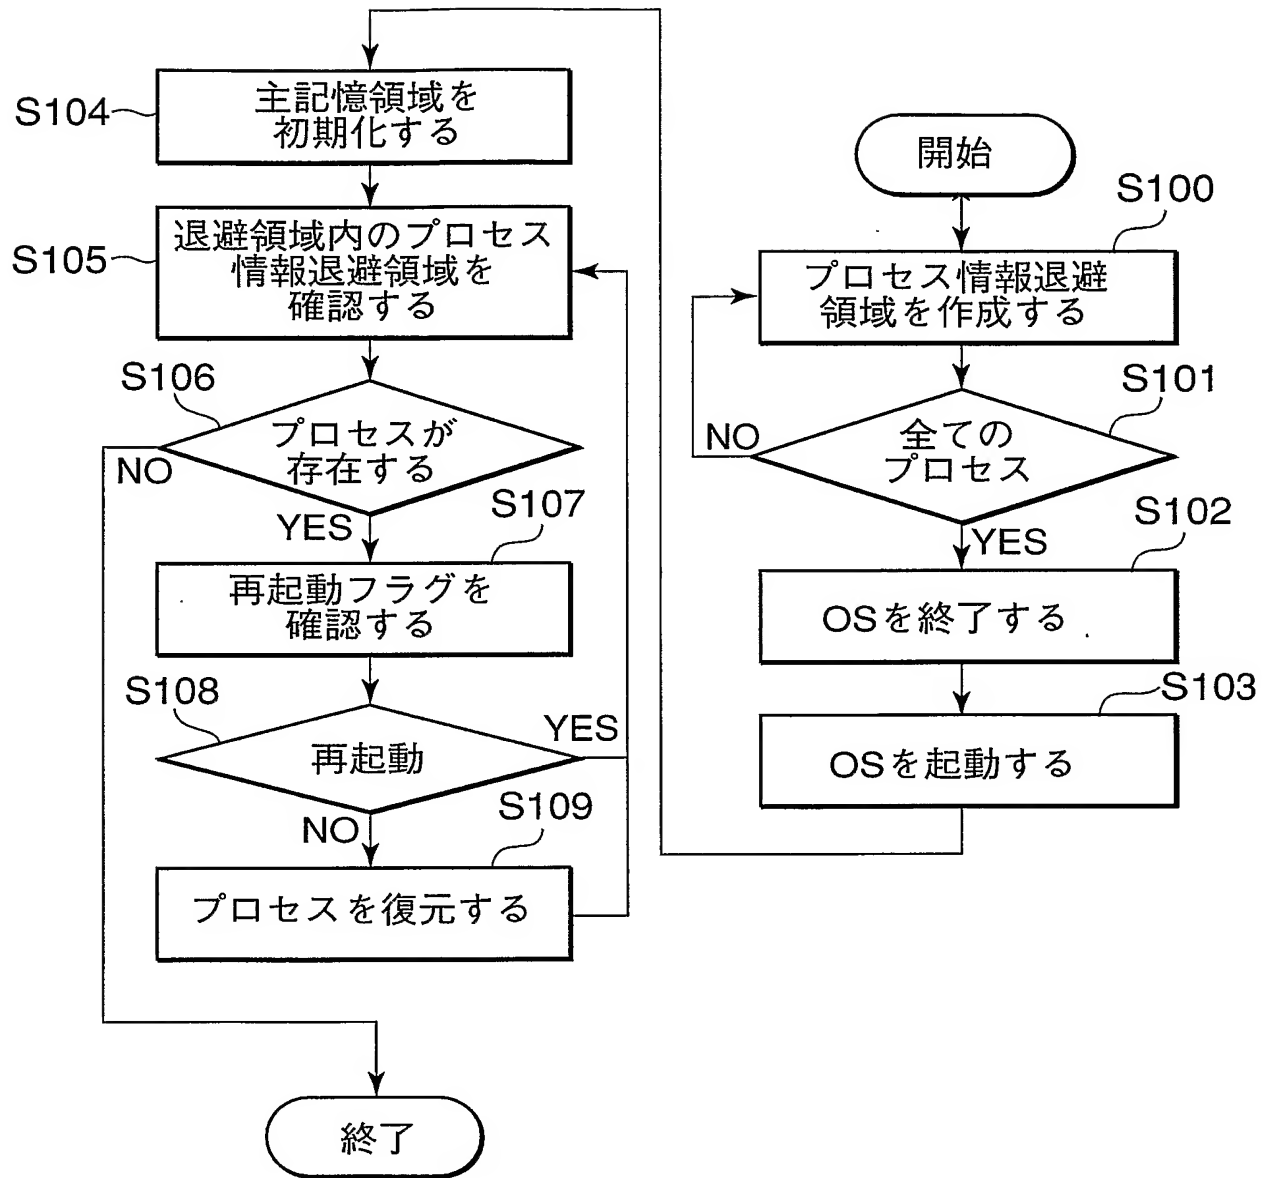 開始
S100
プロセス情報退避
領域を作成する
S101
全ての
プロセス
NO
YES
S102
OSを終了する
S103
OSを起動する
S104
主記憶領域を
初期化する
S105
退避領域内のプロセス
情報退避領域を
確認する
S106
プロセスが
存在する
NO
YES
S107
再起動フラグを
確認する
S108
再起動
YES
NO
S109
プロセスを復元する
終了